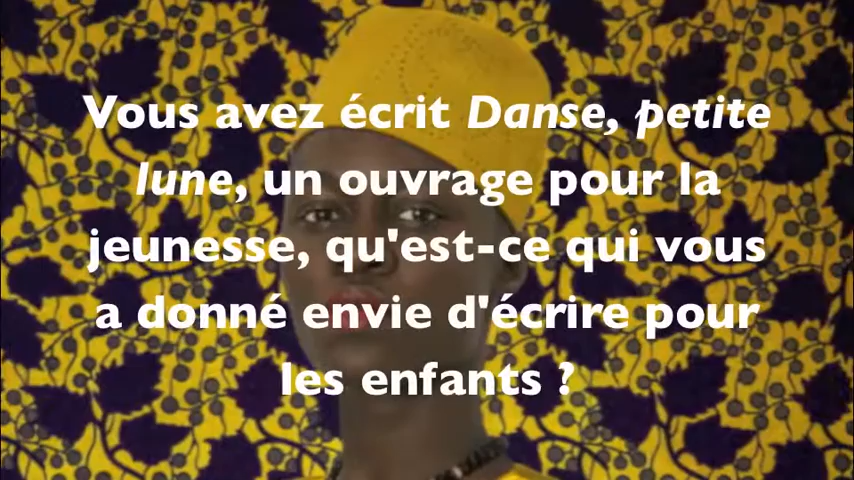 Vous avez écrit Danse, petite
lune, un ouvrage pour la
jeunesse, qu'est-ce qui vous
a donné envie d'écrire pour
les enfants ?